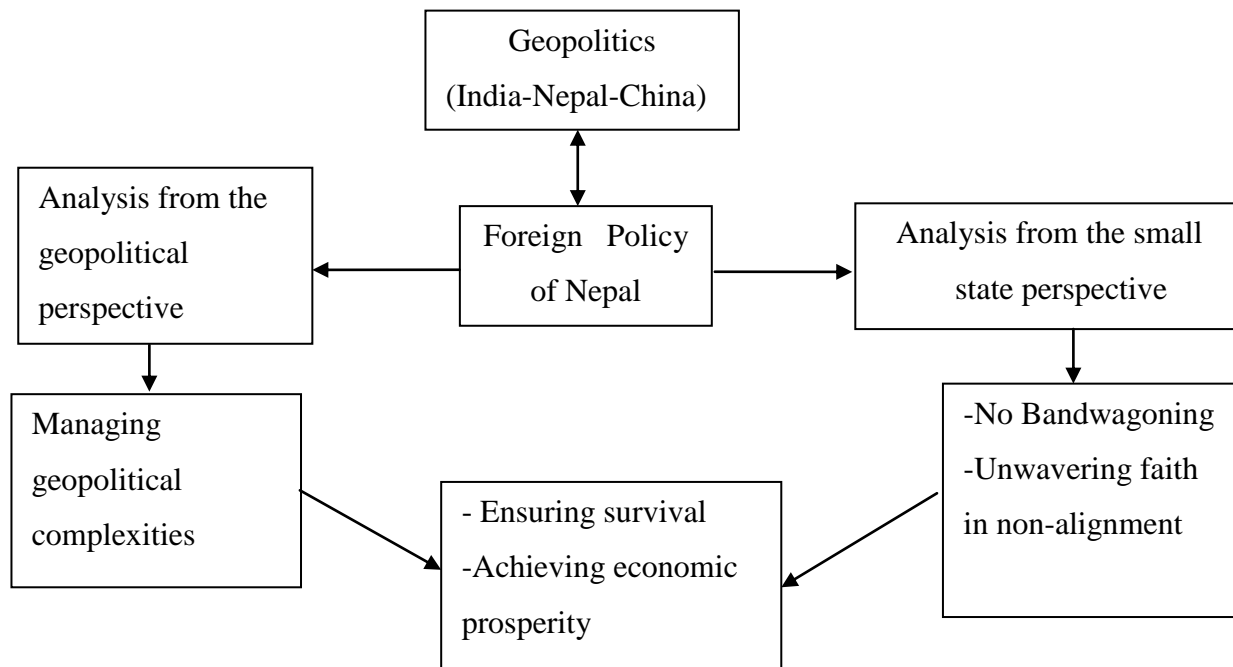 Geopolitics
(India-Nepal-China)
Analysis from the
geopolitical
perspective
Foreign Policy
of Nepal
Analysis from the small
state perspective
Managing
geopolitical
complexities
-No Bandwagoning
-Unwavering faith
in non-alignment
- Ensuring survival
-Achieving economic
prosperity